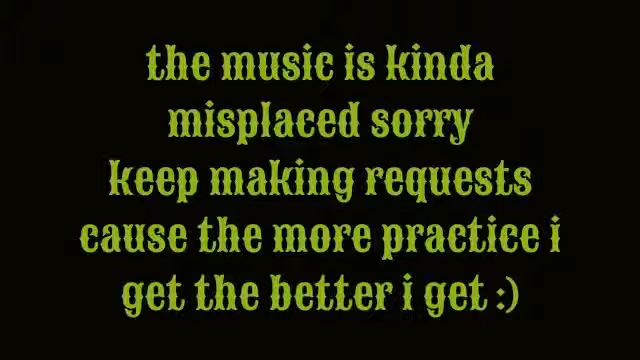 the music is kinda
misplaced sorry
keep making requests
cause the more practice i
get the better i get :)